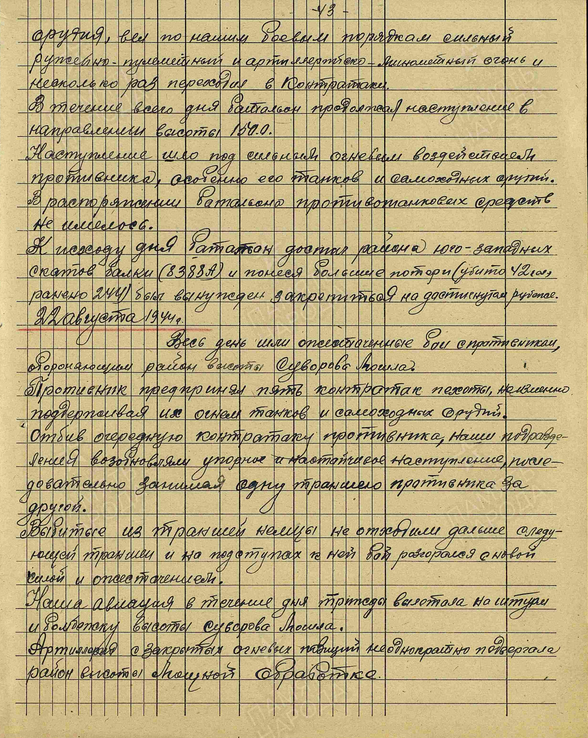 - 43 -
орудия, вел по нашим боевым порядкам сильный
ружейно-пулеметный и артиллерийско-минометный огонь и
несколько раз переходил в контратаки.
В течение всего дня батальон продолжал наступление в
направлении высоты 151.0.
Наступление шло под сильным огневым воздействием
противника, особенно его танков и самоходных орудий.
В распоряжении батальона противотанковых средств
не имелось.
К исходу дня батальон достиг района юго-западных
скатов балки (8388А) и понеся большие потери (убито 42 чел,
ранено 244) был вынужден закрепиться на достигнутом рубеже.
22 августа 1944г.
Весь день шли ожесточенные бои с противником,
обороняющим район высоты Суворова Могила.
Противник предпринял пять контратак пехоты, неизменно
поддерживая их огнем танков и самоходных орудий.
Отбив очередную контратаку противника, наши подразде-
ления возобновляли упорное и настойчивое наступление, после-
довательно занимая одну траншею противника за
другой.
Выбитые из траншей немцы не отходили дальше следу-
ющей траншеи и на подступах к ней бой разгорался с новой
силой и ожесточением.
Наша авиация в течение дня трижды вылетала на штурм
и бомбежку высоты Суворова Могила.
Артиллерия с закрытых огневых позиций неоднократно подвергала
район высоты мощной обработке.